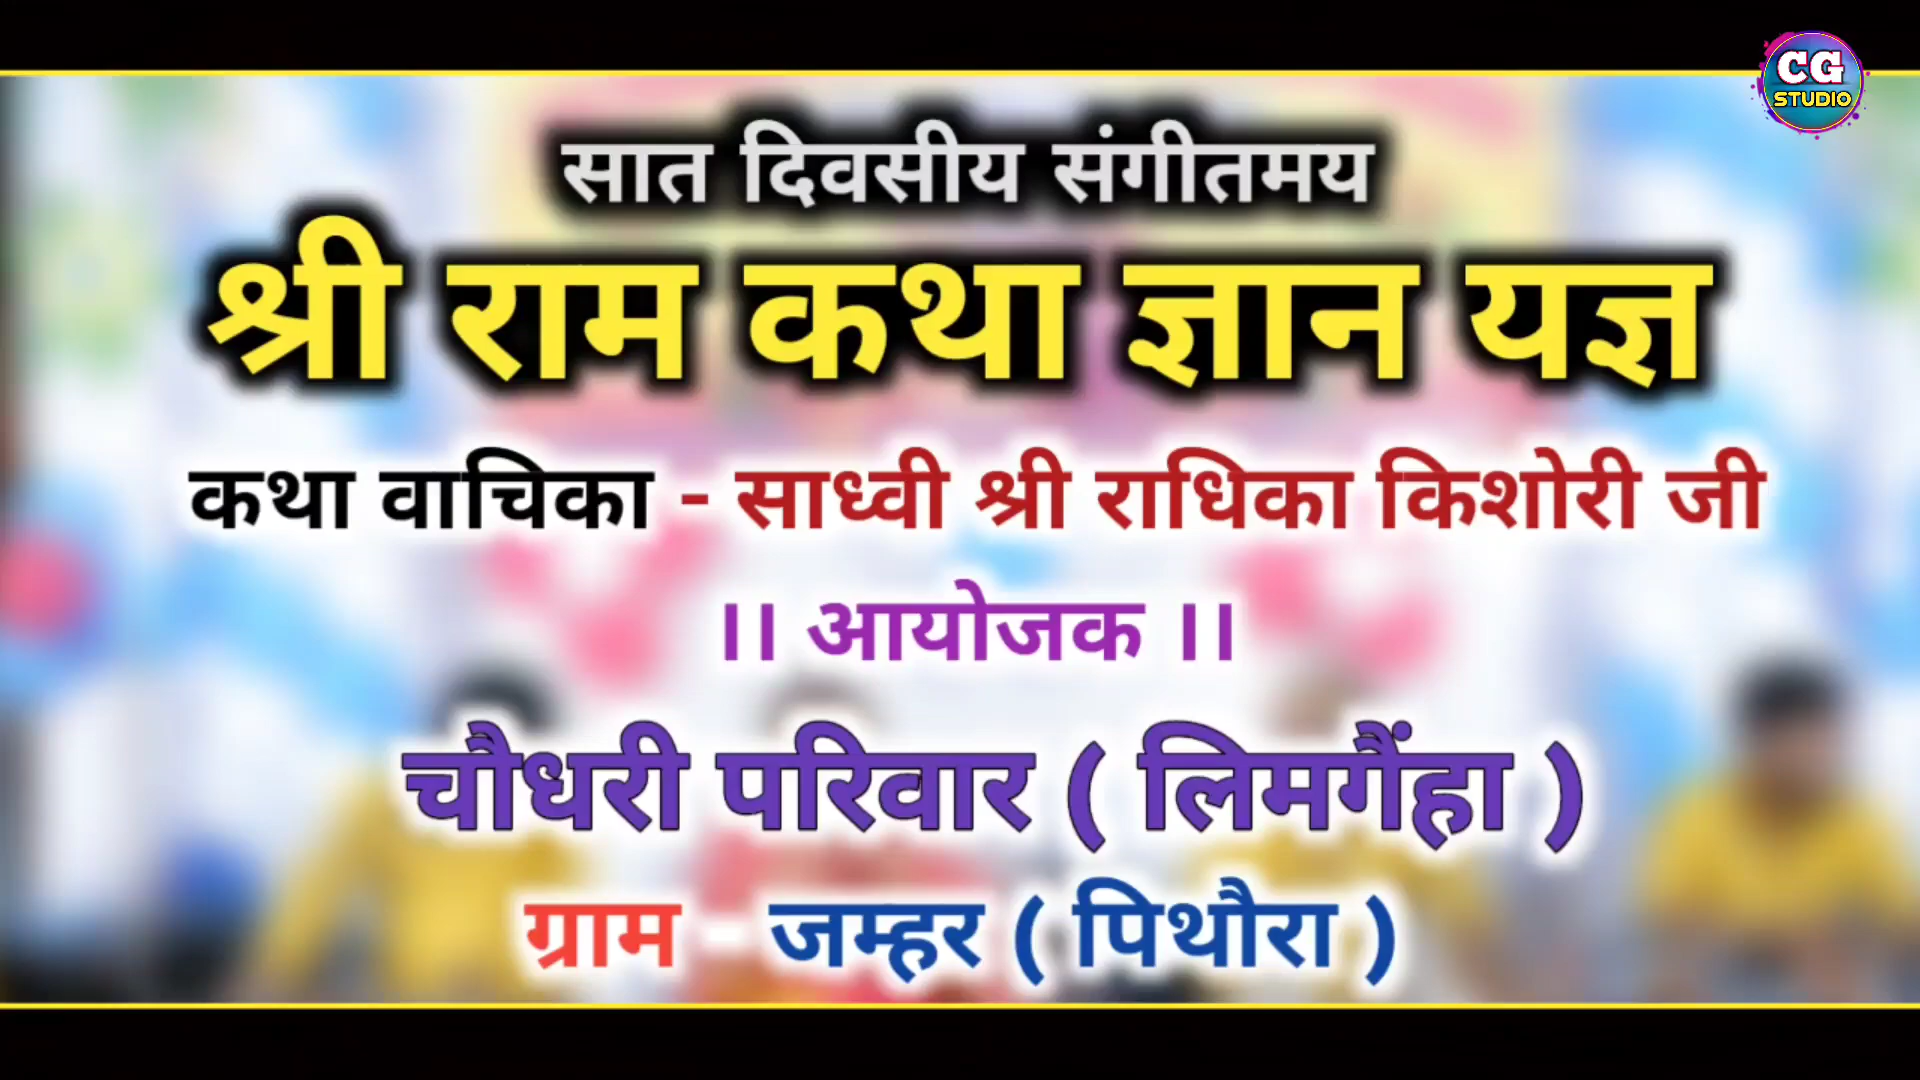 CG
STUDIO
सात दिवसीय संगीतमय
श्री राम कथा ज्ञान यज्ञ
कथा वाचिका - साध्वी श्री राधिका किशोरी जी
।। आयोजक ।।
चौधरी परिवार ( लिमगैंहा )
ग्राम - जम्हर ( पिथौरा )